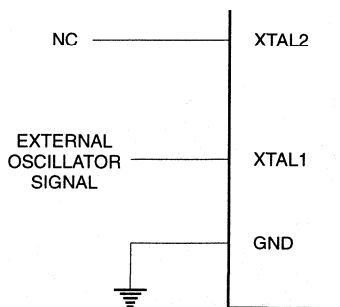 NC
XTAL2
EXTERNAL
OSCILLATOR
SIGNAL
XTAL1
GND